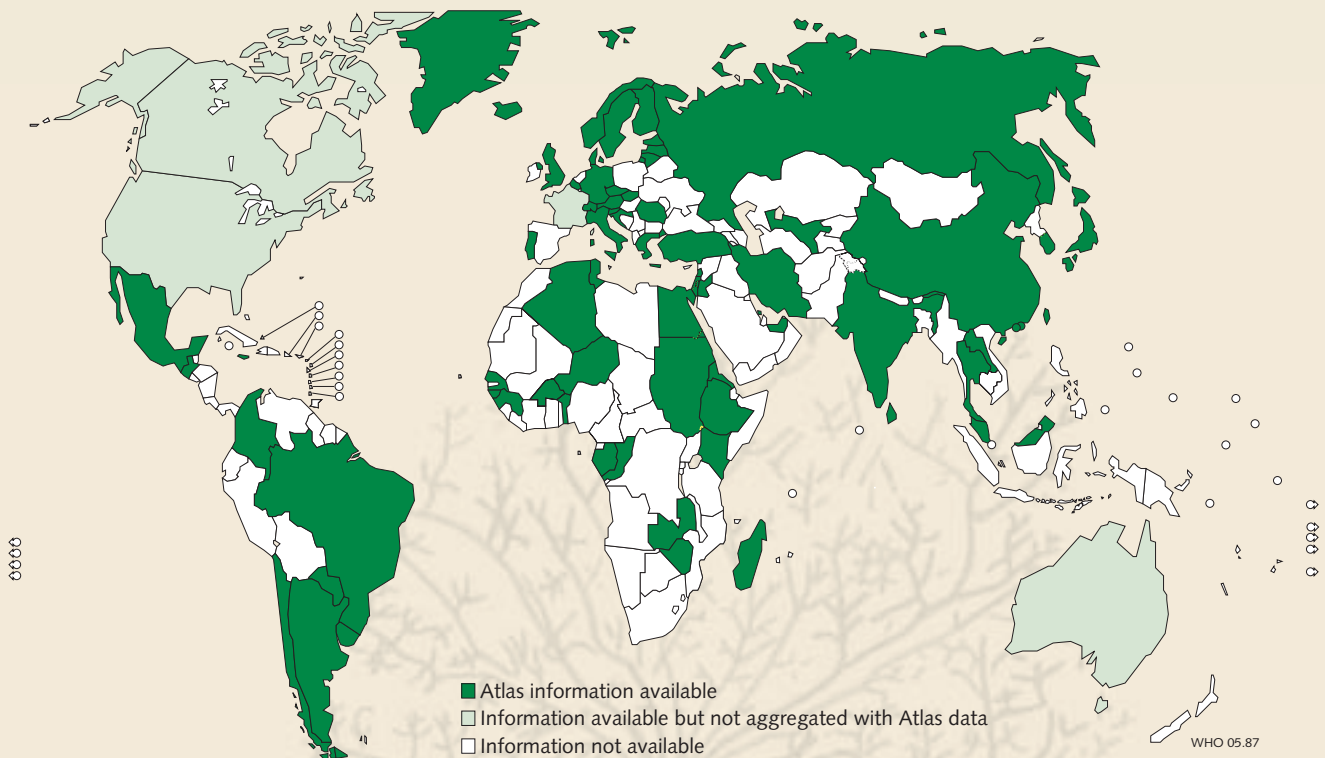 Atlas information available
Information available but not aggregated with Atlas data
Information not available
WHO 05.87